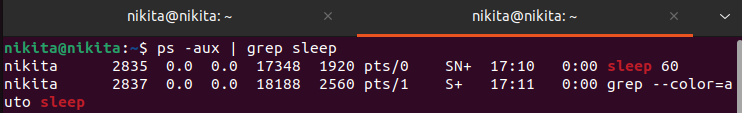 nikita@nikita: ~
nikita@nikita: ~
nikita@nikita:~$ ps -aux | grep sleep
nikita      2835  0.0  0.0  17348  1920 pts/0    SN+  17:10   0:00 sleep 60
nikita      2837  0.0  0.0  18188  2560 pts/1    S+   17:11   0:00 grep --color=a
uto sleep